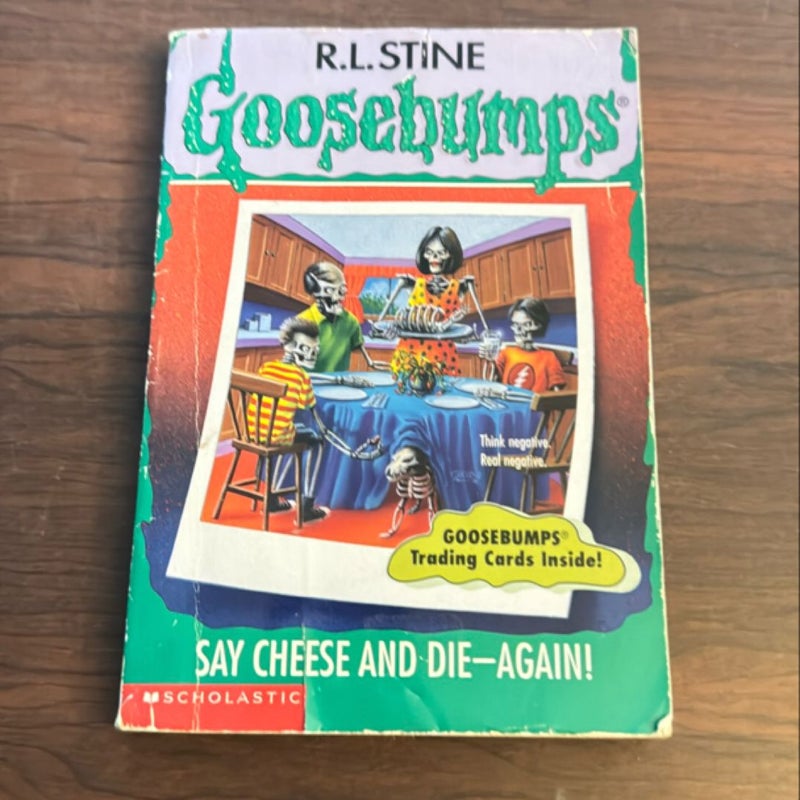 R.L. STINE
Goosebumps®
Think negative.
Real negative.
GOOSEBUMPS®
Trading Cards Inside!
SAY CHEESE AND DIE—AGAIN!
SCHOLASTIC